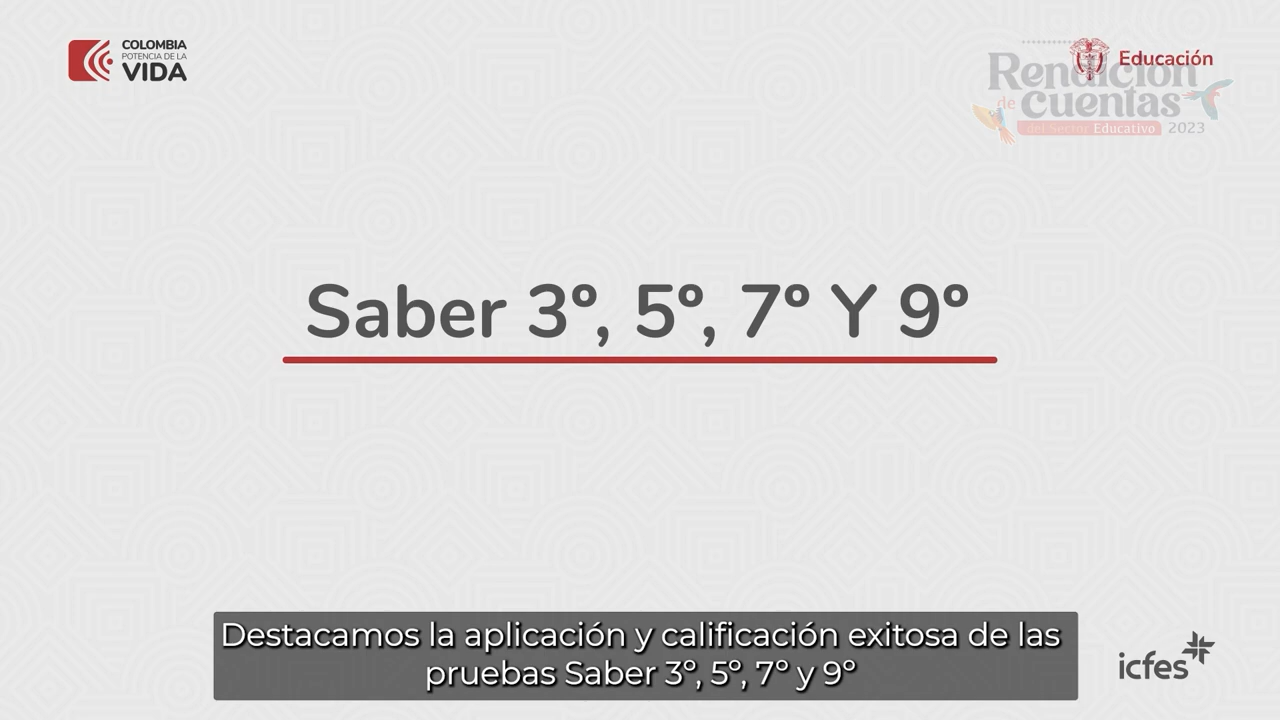 COLOMBIA
POTENCIA DE LA
VIDA
Educación
Rendición
de cuentas
del Sector Educativo 2023
Saber 3º, 5º, 7º Y 9º
Destacamos la aplicación y calificación exitosa de las
pruebas Saber 3º, 5º, 7º y 9º
icfes